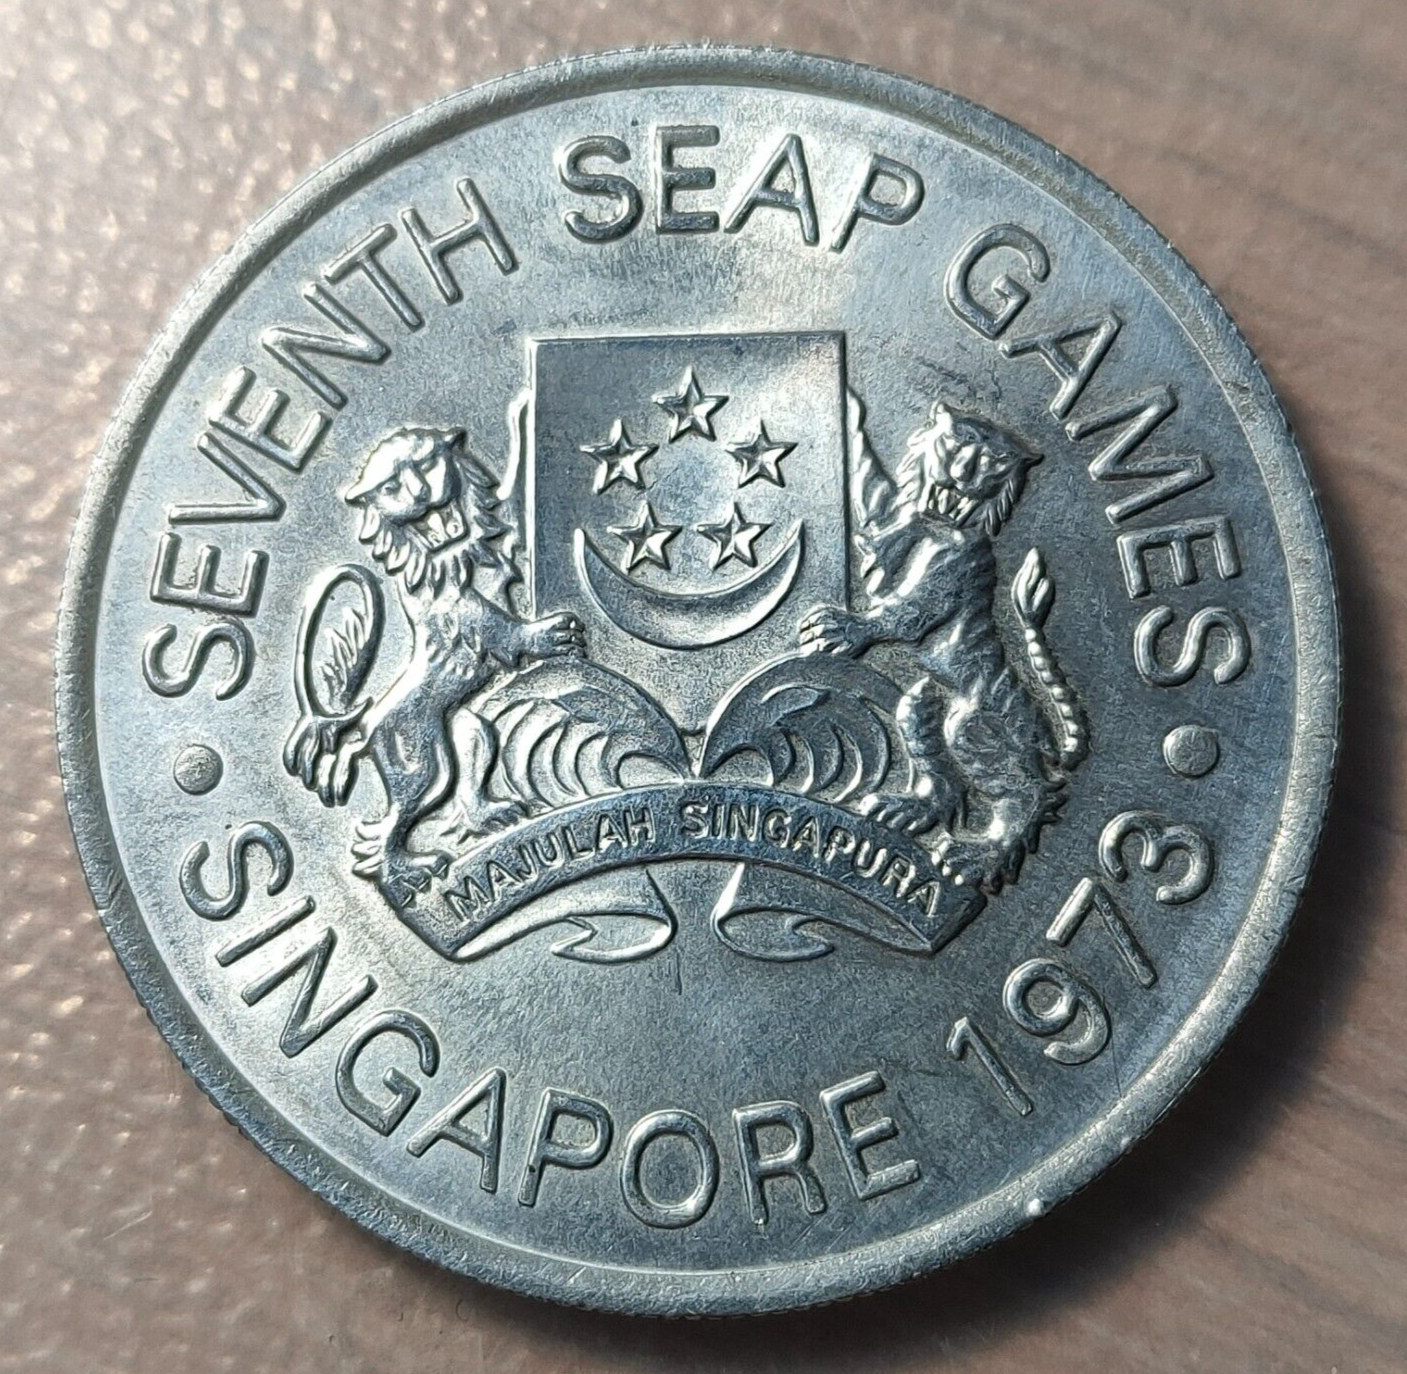 SEVENTH SEAP GAMES
SINGAPORE 1973
MAJULAH SINGAPURA